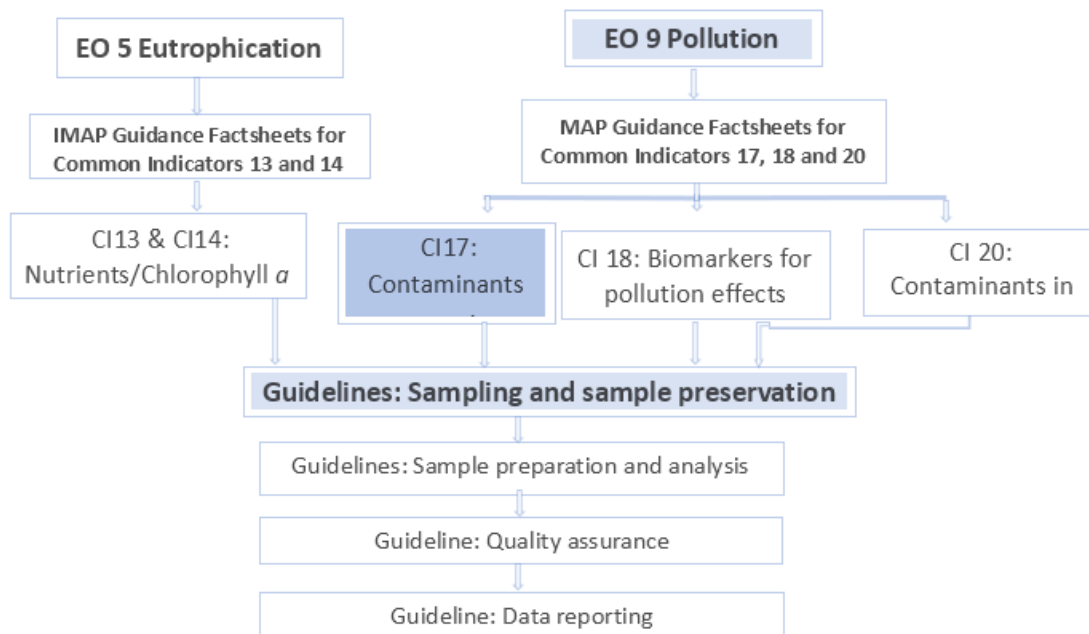 EO 5 Eutrophication
EO 9 Pollution
IMAP Guidance Factsheets for
Common Indicators 13 and 14
MAP Guidance Factsheets for
Common Indicators 17, 18 and 20
CI13 & CI14:
Nutrients/Chlorophyll a
CI17:
Contaminants
CI 18: Biomarkers for
pollution effects
CI 20:
Contaminants in
Guidelines: Sampling and sample preservation
Guidelines: Sample preparation and analysis
Guideline: Quality assurance
Guideline: Data reporting